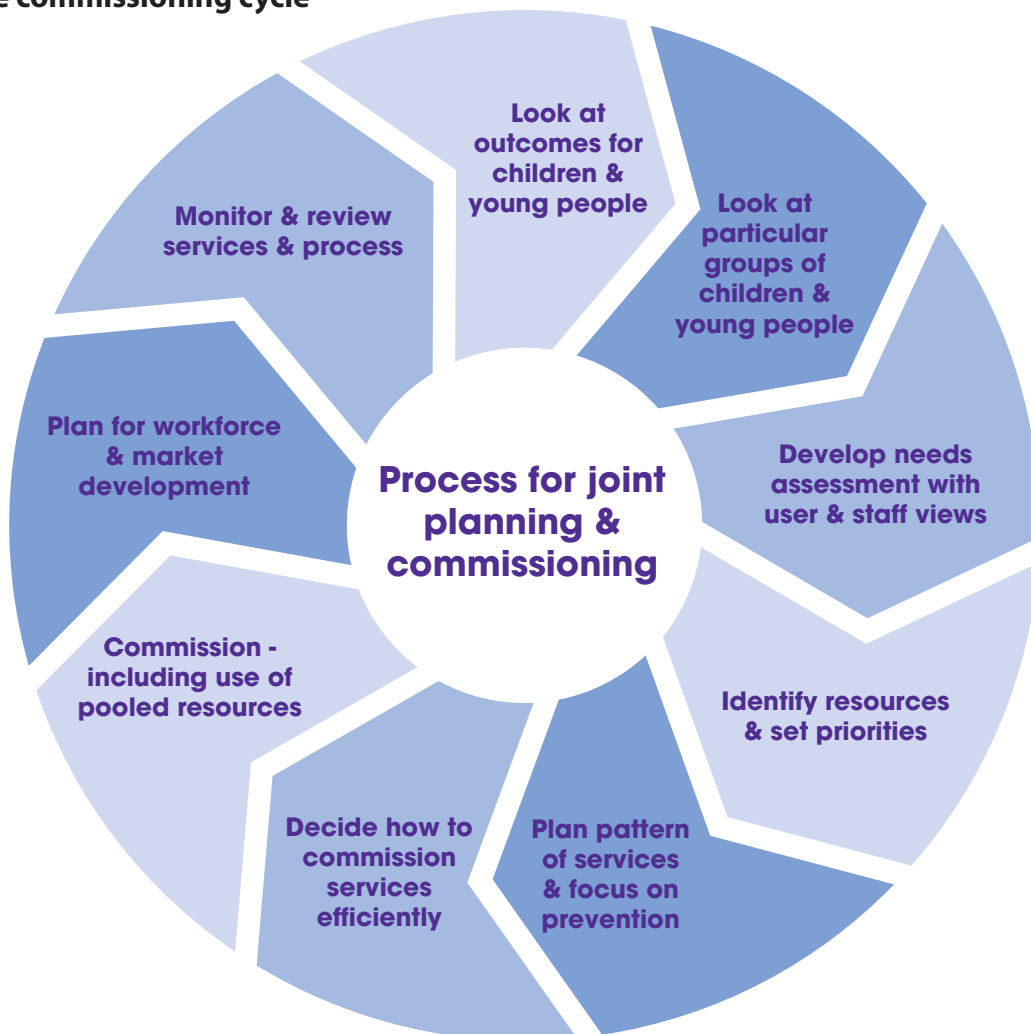 commissioning cycle
Look at
outcomes for
children &
young people
Look at
particular
groups of
children &
young people
Develop needs
assessment with
user & staff views
Identify resources
& set priorities
Plan pattern
of services
& focus on
prevention
Decide how to
commission
services
efficiently
Commission -
including use of
pooled resources
Plan for workforce
& market
development
Monitor & review
services & process
Process for joint
planning &
commissioning